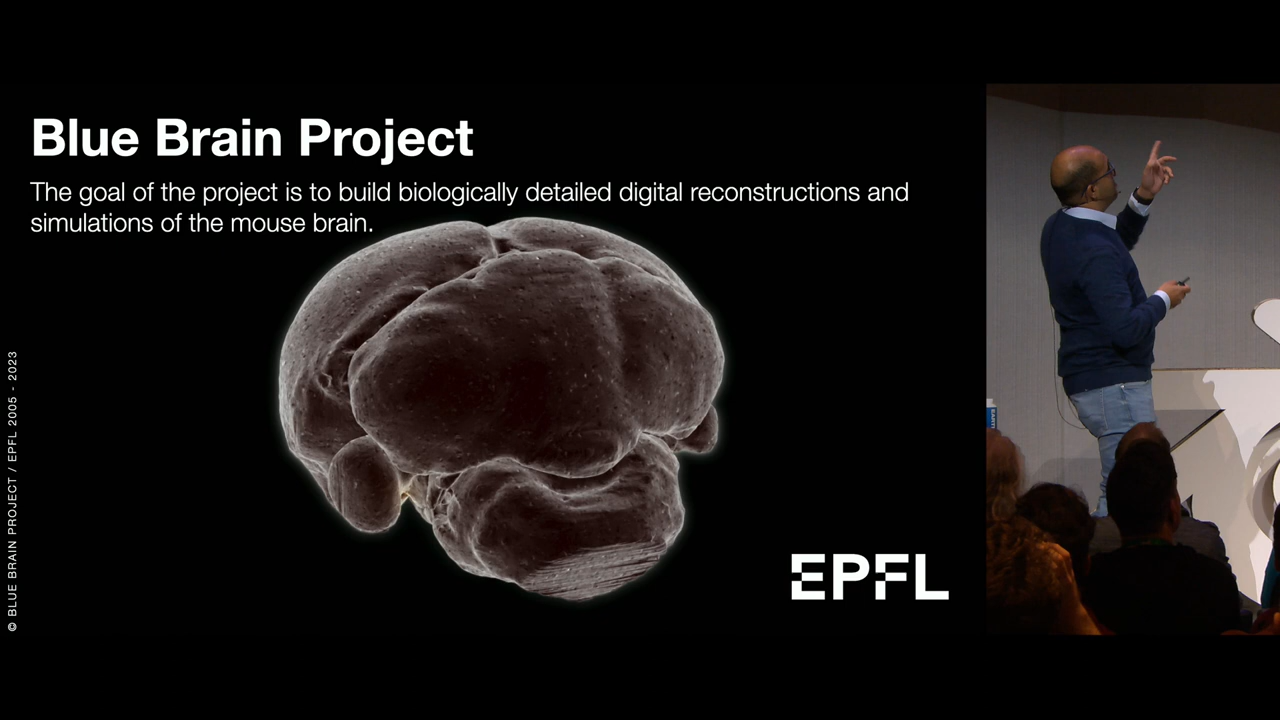 Blue Brain Project
The goal of the project is to build biologically detailed digital reconstructions and
simulations of the mouse brain.
© BLUE BRAIN PROJECT / EPFL 2005 - 2023
EPFL